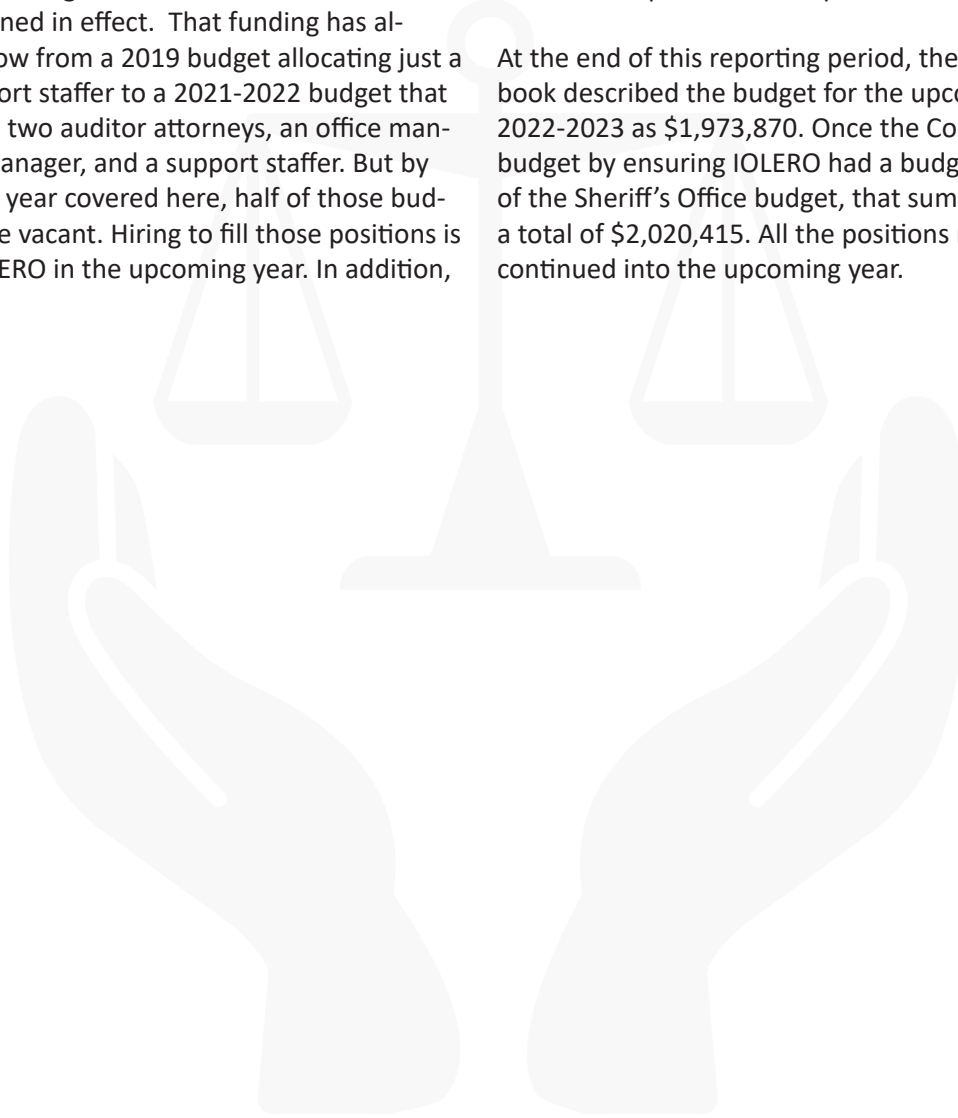 ned in effect. That funding has al-
ow from a 2019 budget allocating just a
ort staffer to a 2021-2022 budget that
two auditor attorneys, an office man-
anager, and a support staffer. But by
year covered here, half of those bud-
e vacant. Hiring to fill those positions is
ERO in the upcoming year. In addition,
At the end of this reporting period, the
book described the budget for the upco
2022-2023 as $1,973,870. Once the Co
budget by ensuring IOLERO had a budg
of the Sheriff's Office budget, that sum
a total of $2,020,415. All the positions
continued into the upcoming year.